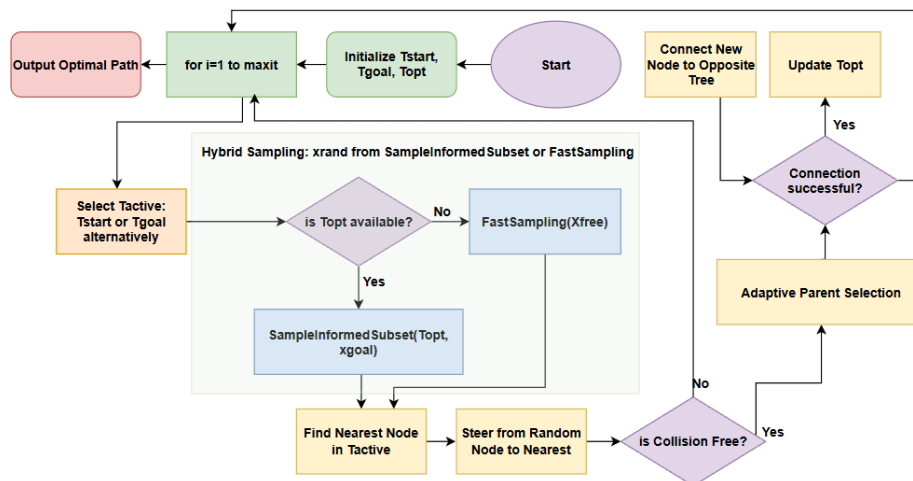 Output Optimal Path
for i=1 to maxit
Initialize Tstart,
Tgoal, Topt
Start
Connect New
Node to Opposite
Tree
Update Topt
Yes
Connection
successful?
Hybrid Sampling: xrand from SampleInformedSubset or FastSampling
Select Tactive:
Tstart or Tgoal
alternatively
is Topt available?
No
FastSampling(Xfree)
Yes
SampleInformedSubset(Topt,
xgoal)
Adaptive Parent Selection
No
Find Nearest Node
in Tactive
Steer from Random
Node to Nearest
is Collision Free?
Yes